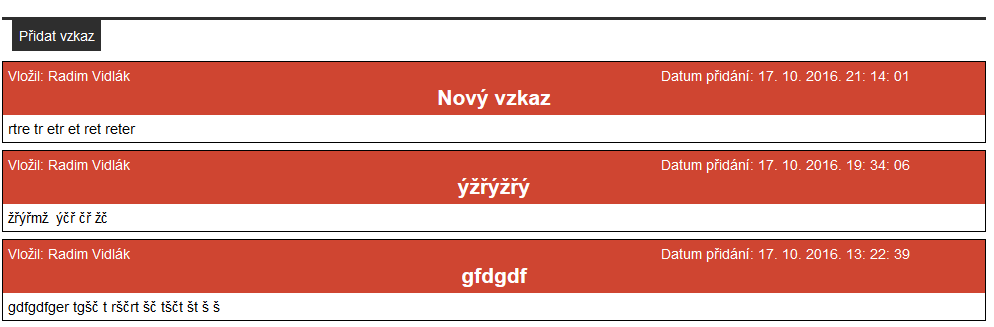 Přidat vzkaz
Vložil: Radim Vidlák Datum přidání: 17. 10. 2016. 21: 14: 01
Nový vzkaz
rtre tr etr et ret reter
Vložil: Radim Vidlák Datum přidání: 17. 10. 2016. 19: 34: 06
ýžřýžřý
žřýřmž ýčř čř žč
Vložil: Radim Vidlák Datum přidání: 17. 10. 2016. 13: 22: 39
gfdgdf
gdfgdfger tgšč t rščrt šč tščt št š š